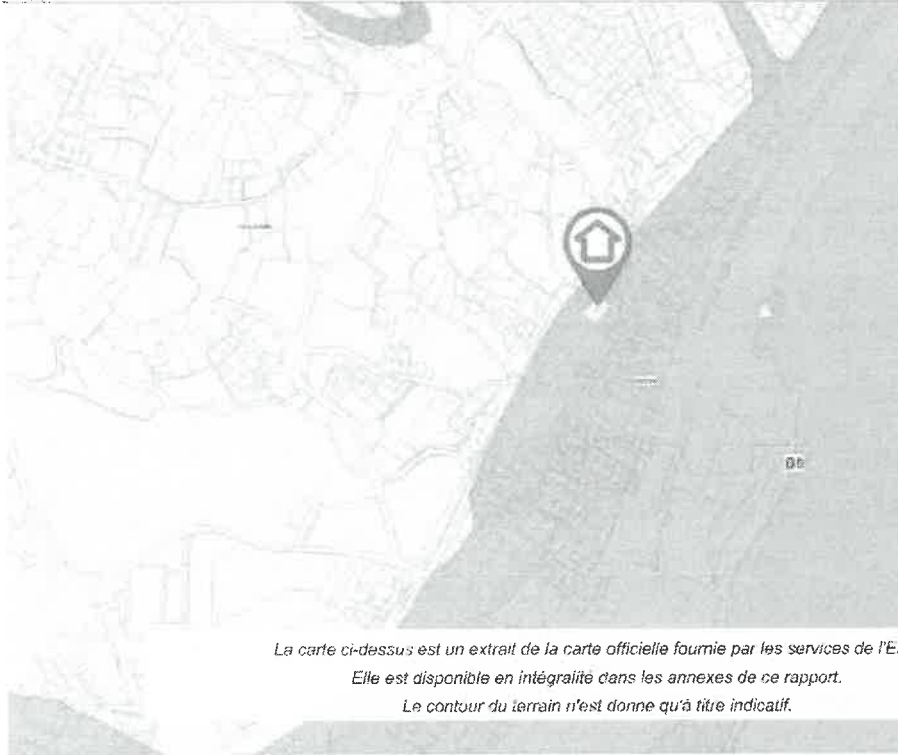 La carte ci-dessus est un extrait de la carte officielle fournie par les services de l'E
Elle est disponible en intégralité dans les annexes de ce rapport.
Le contour du terrain n'est donne qu'à titre indicatif.